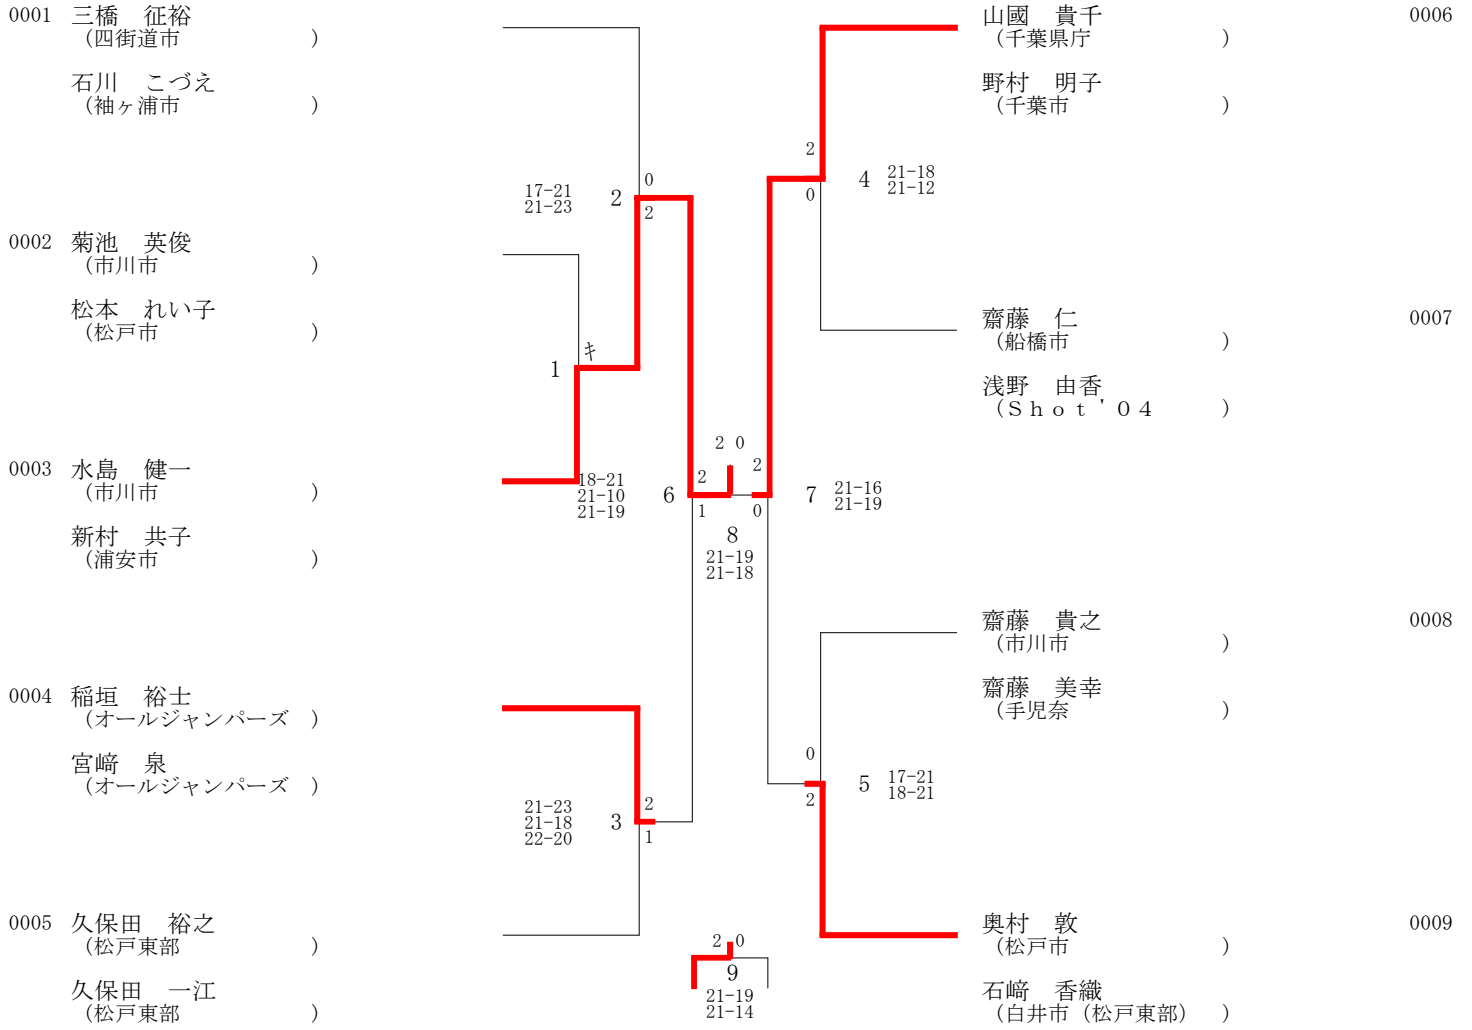 0001 三橋　征裕
(四街道市　　　　　　)
石川　こづえ
(袖ヶ浦市　　　　　　)
0002 菊池　英俊
(市川市　　　　　　　)
松本　れい子
(松戸市　　　　　　　)
0003 水島　健一
(市川市　　　　　　　)
新村　共子
(浦安市　　　　　　　)
0004 稲垣　裕士
(オールジャンパーズ　)
宮﨑　泉
(オールジャンパーズ　)
0005 久保田　裕之
(松戸東部　　　　　　)
久保田　一江
(松戸東部　　　　　　)
17-21
21-23
2
0
2
1
キ
18-21
21-10
21-19
6
2
1
21-23
21-18
22-20
3
2
1
2 0
8
21-19
21-18
2 0
9
21-19
21-14
2
0
4
21-18
21-12
2
0
7
21-16
21-19
0
2
5
17-21
18-21
山國　貴千 0006
(千葉県庁　　　　　　)
野村　明子
(千葉市　　　　　　　)
齋藤　仁 0007
(船橋市　　　　　　　)
浅野　由香
(Ｓｈｏｔ＇０４　　　)
齋藤　貴之 0008
(市川市　　　　　　　)
齋藤　美幸
(手児奈　　　　　　　)
奥村　敦 0009
(松戸市　　　　　　　)
石﨑　香織
(白井市（松戸東部）　)